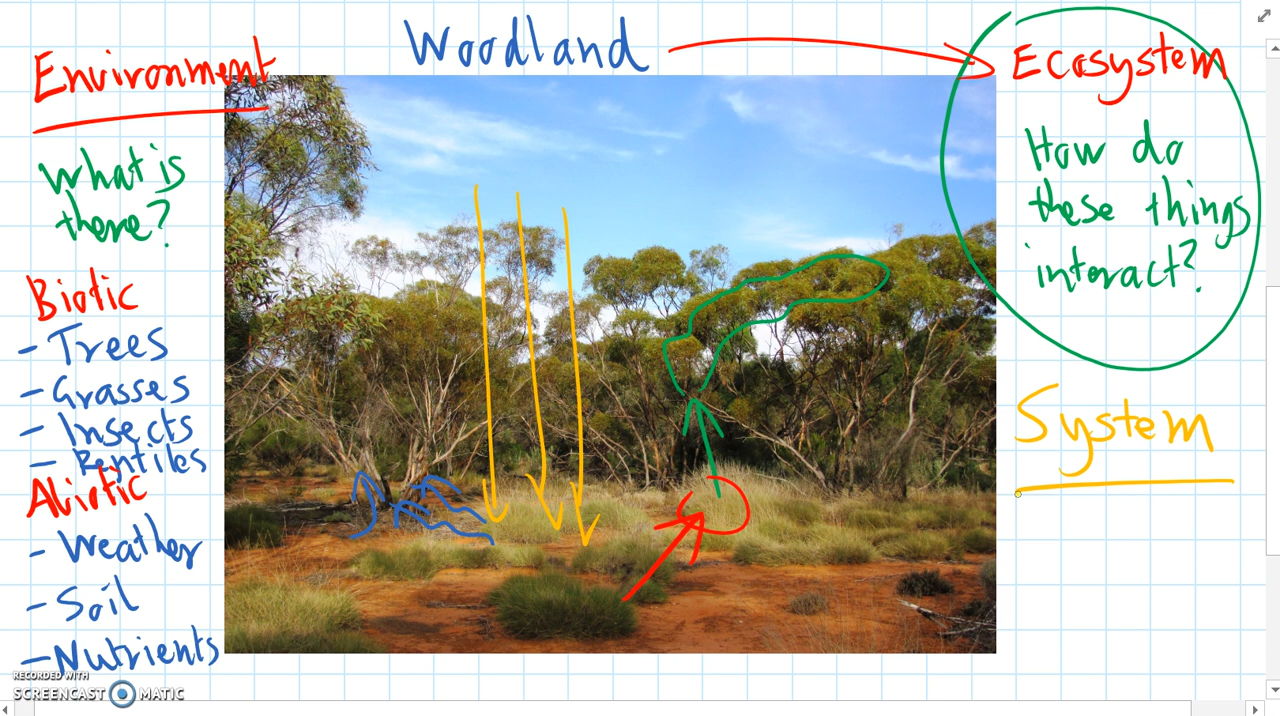 Woodland
Environment
What is
there?
Biotic
- Trees
- Grasses
- Insects
- Reptiles
Abiotic
- Weather
- Soil
- Nutrients
Ecosystem
How do
these things
interact?
System
RECORDED WITH
SCREENCAST MATIC